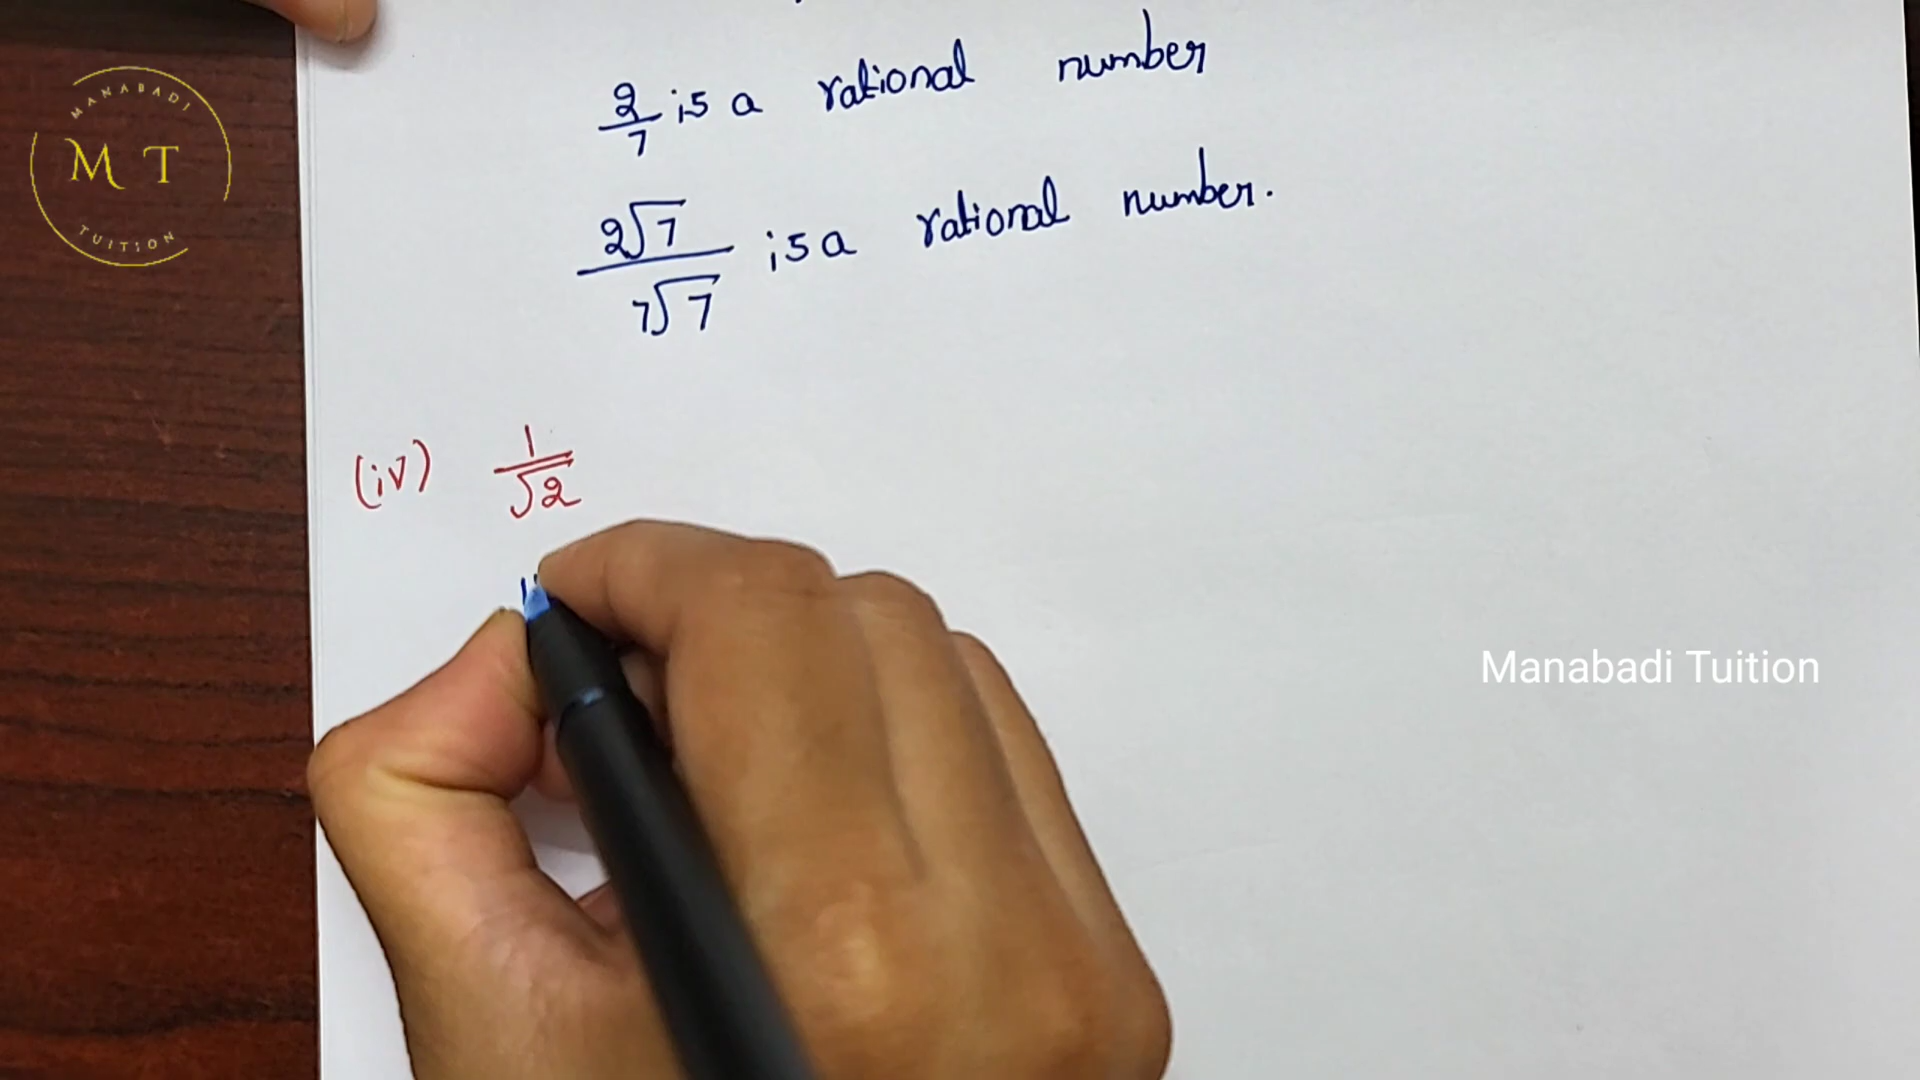 MANABADI
MT
TUITION
2/7 is a rational number
2√7/7√7 is a rational number.
(iv) 1/√2
Manabadi Tuition